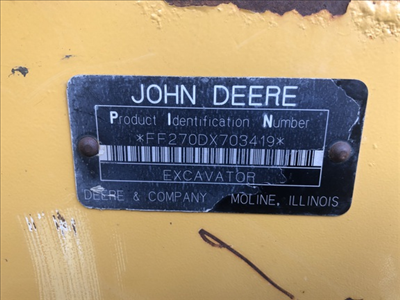 JOHN DEERE
Product Identification Number
*FF270DX703419*
EXCAVATOR
DEERE & COMPANY MOLINE, ILLINOIS